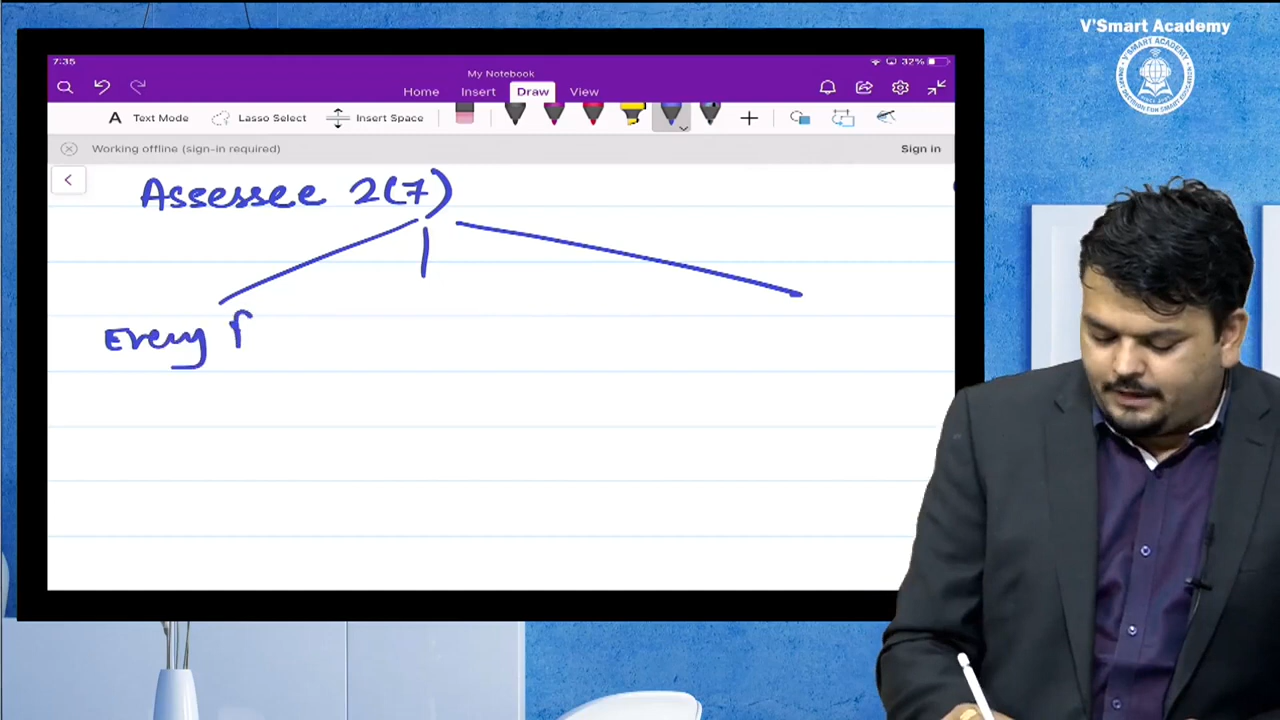 V'Smart Academy
7:35
32%
My Notebook
Home Insert Draw View
Text Mode Lasso Select Insert Space
Working offline (sign-in required) Sign in
Assessee 2(7)
Every P